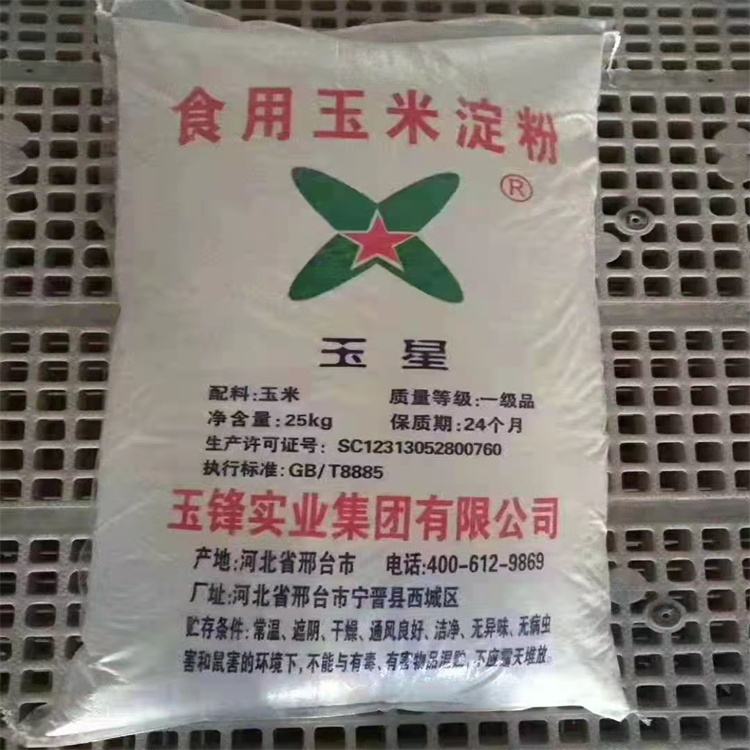 食用玉米淀粉
®
玉星
配料:玉米 质量等级:一级品
净含量:25kg 保质期:24个月
生产许可证号: SC12313052800760
执行标准:GB/T8885
玉锋实业集团有限公司
产地:河北省邢台市 电话:400-612-9869
厂址:河北省邢台市宁晋县西城区
贮存条件:常温、遮阴、干燥、通风良好、洁净、无异味、无病虫
害和鼠害的环境下,不能与有毒、有害物品混贮,不应露天堆放。